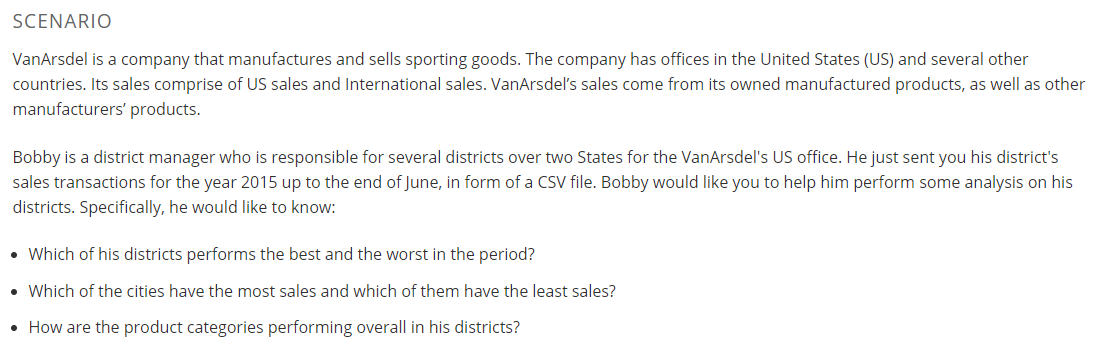 SCENARIO
VanArsdel is a company that manufactures and sells sporting goods. The company has offices in the United States (US) and several other
countries. Its sales comprise of US sales and International sales. VanArsdel’s sales come from its owned manufactured products, as well as other
manufacturers’ products.
Bobby is a district manager who is responsible for several districts over two States for the VanArsdel's US office. He just sent you his district's
sales transactions for the year 2015 up to the end of June, in form of a CSV file. Bobby would like you to help him perform some analysis on his
districts. Specifically, he would like to know:
• Which of his districts performs the best and the worst in the period?
• Which of the cities have the most sales and which of them have the least sales?
• How are the product categories performing overall in his districts?